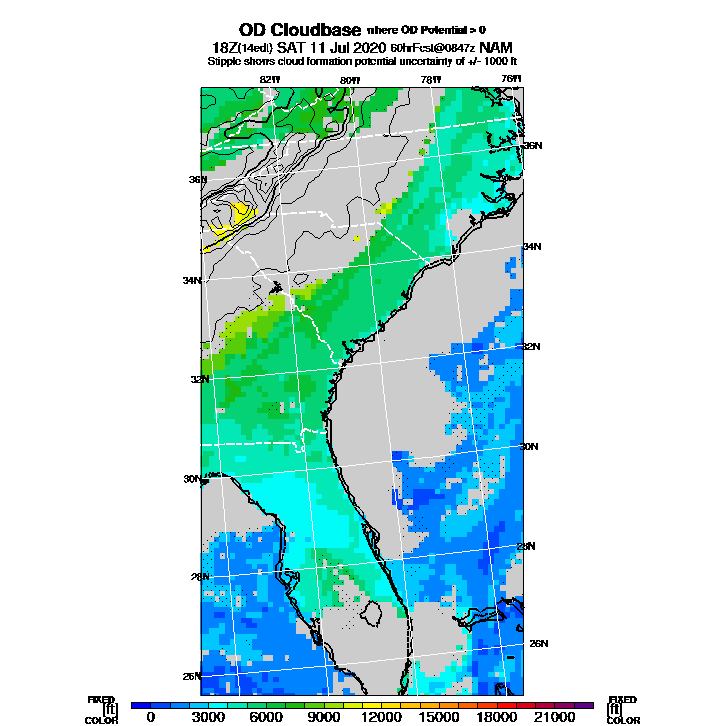 OD Cloudbase where OD Potential > 0
18Z(14edt) SAT 11 Jul 2020 60hrFcst@0847z NAM
Stipple shows cloud formation potential uncertainty of +/- 1000 ft
82W 80W 78W 76W
36N
36N
34N
34N
32N
32N
30N
30N
28N
28N
26N
26N
FIXED FIXED
[ft] 0 3000 6000 9000 12000 15000 18000 21000 [ft]
COLOR COLOR